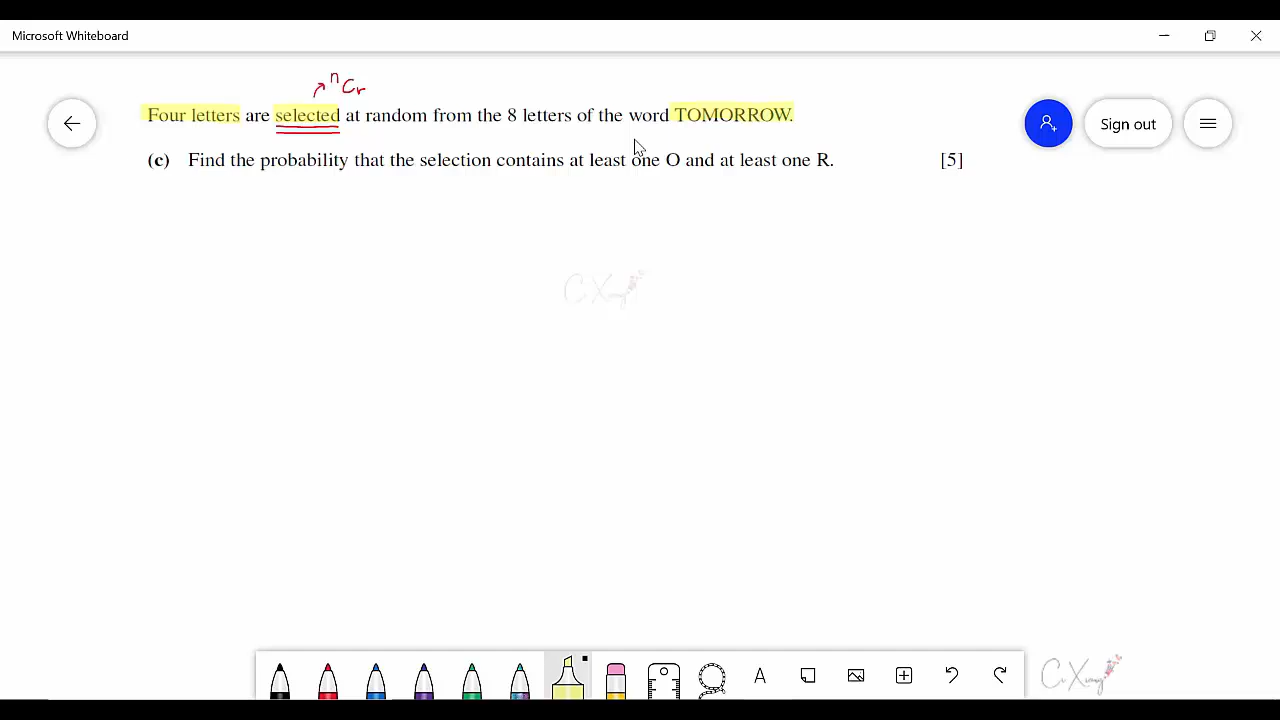 Microsoft Whiteboard
nCr
Four letters are selected at random from the 8 letters of the word TOMORROW.
Sign out
(c) Find the probability that the selection contains at least one O and at least one R. [5]
A